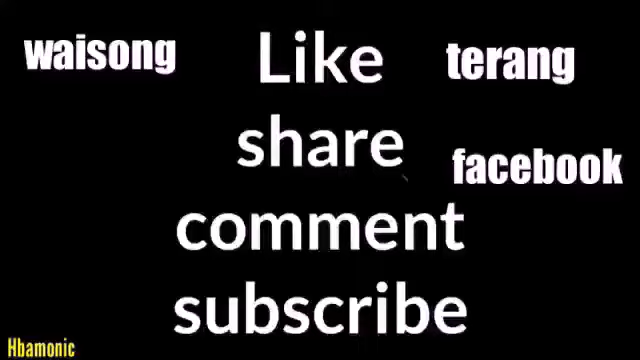 waisong
Like
terang
share
facebook
comment
subscribe
Hbamonic